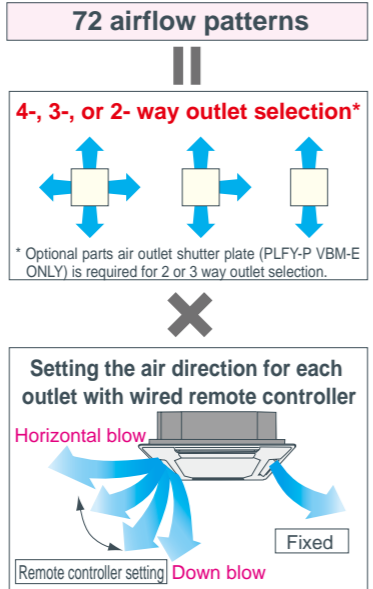 72 airflow patterns
4-, 3-, or 2- way outlet selection*
* Optional parts air outlet shutter plate (PLFY-P VBM-E
ONLY) is required for 2 or 3 way outlet selection.
Setting the air direction for each
outlet with wired remote controller
Horizontal blow
Fixed
Remote controller setting
Down blow